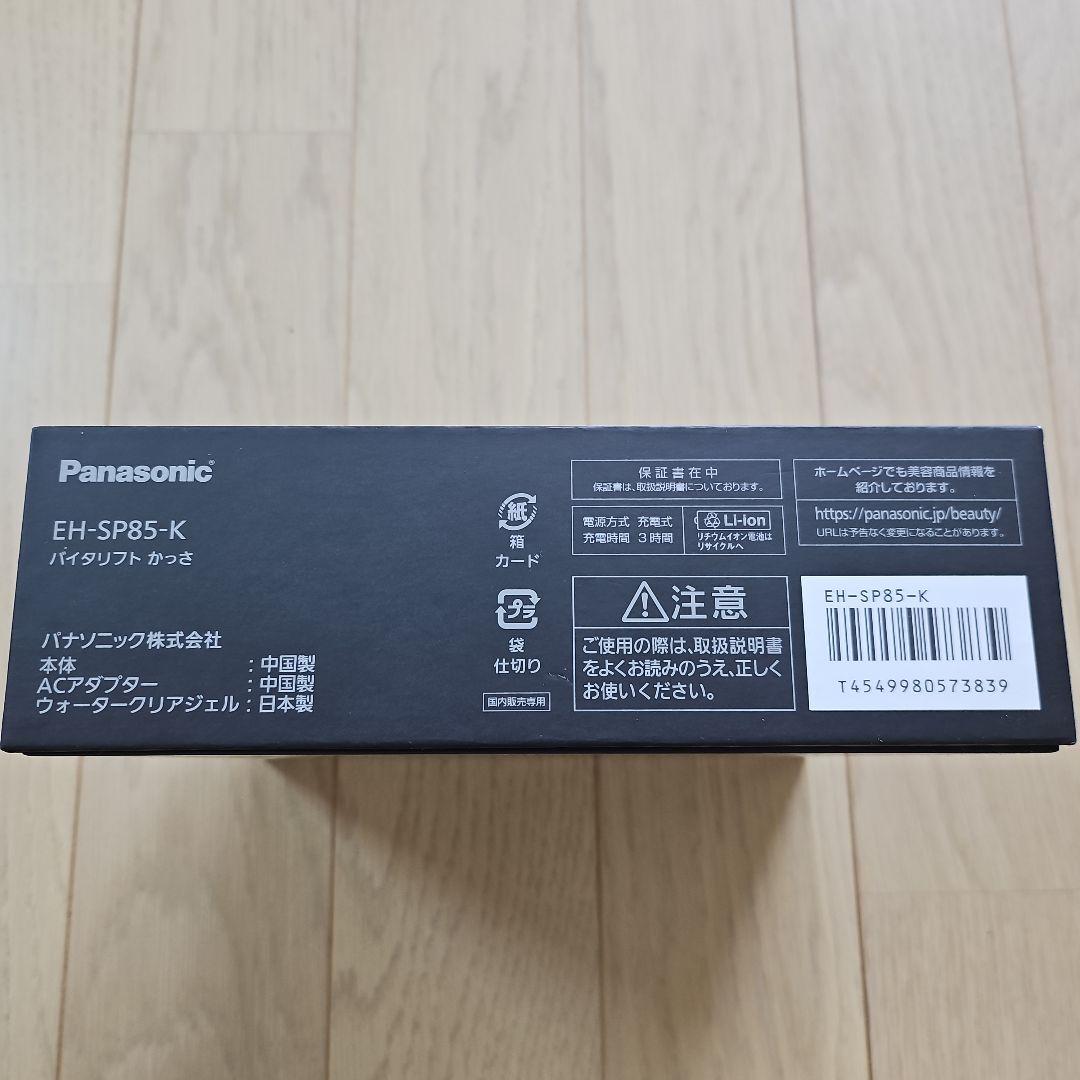 Panasonic®
EH-SP85-K
バイタリフト かっさ
パナソニック株式会社
本体 : 中国製
ACアダプター : 中国製
ウォータークリアジェル : 日本製
紙
箱
カード
プラ
袋
仕切り
国内販売専用
保証書在中
保証書は、取扱説明書についております。
電源方式 充電式
充電時間 3時間
Li-ion
リチウムイオン電池は
リサイクルへ
注意
ご使用の際は、取扱説明書
をよくお読みのうえ、正しく
お使いください。
ホームページでも美容商品情報を
紹介しております。
https://panasonic.jp/beauty/
URLは予告なく変更になることがあります。
EH-SP85-K
T4549980573839